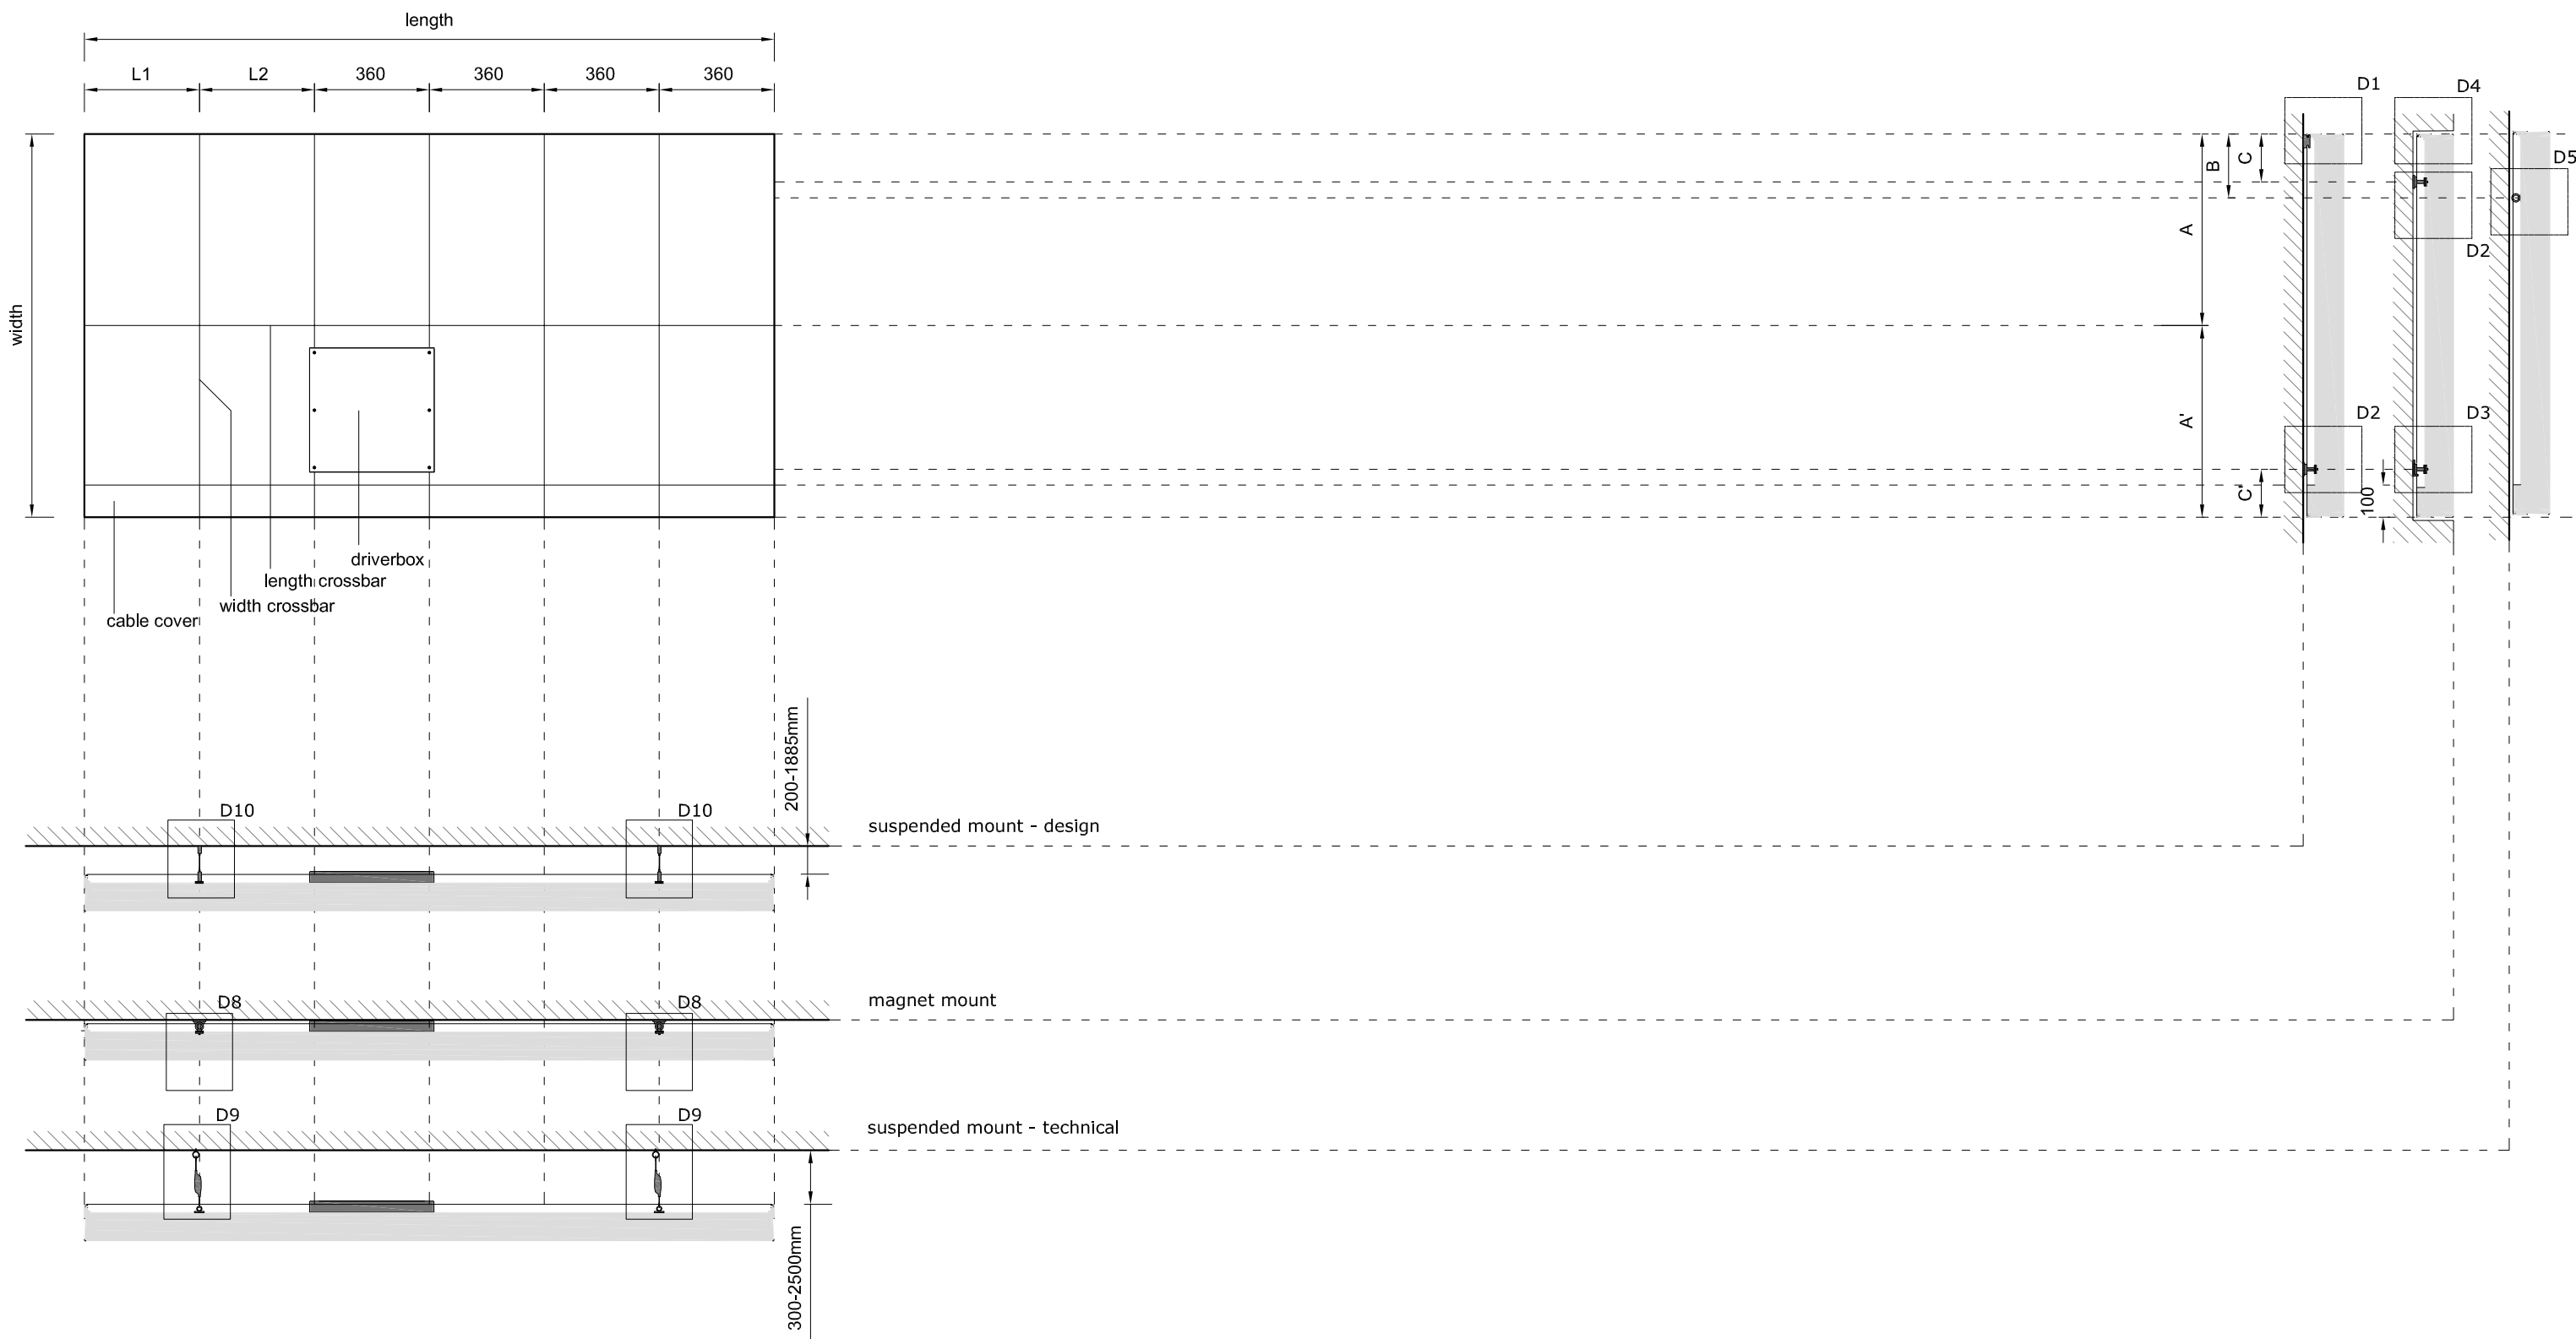 length
L1
L2
360
360
360
360
width
driverbox
length crossbar
width crossbar
cable cover
A
B
C
A'
C'
100
D1
D4
D5
D2
D2
D3
200-1885mm
D10
D10
suspended mount - design
D8
D8
magnet mount
D9
D9
suspended mount - technical
300-2500mm